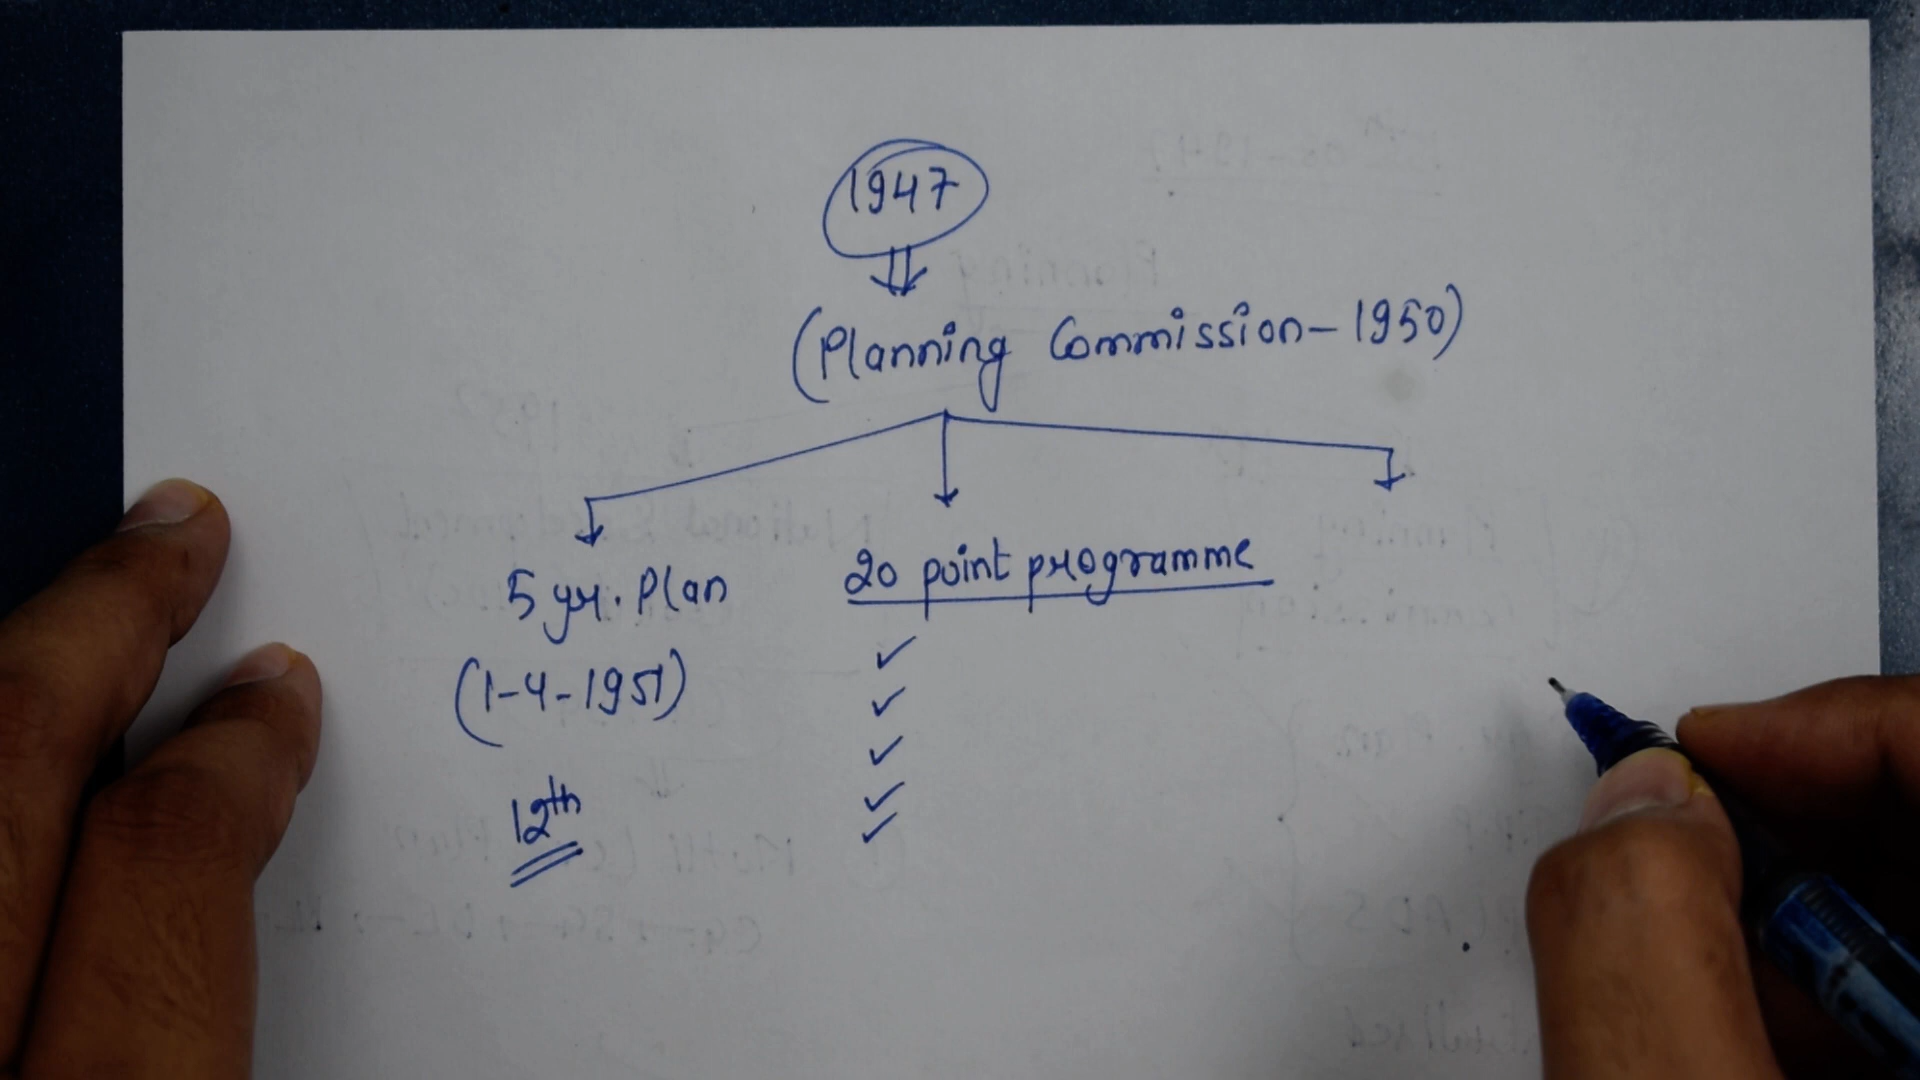 1947
(Planning Commission - 1950)
5 yr. Plan
(1-4-1951)
12th
20 point programme